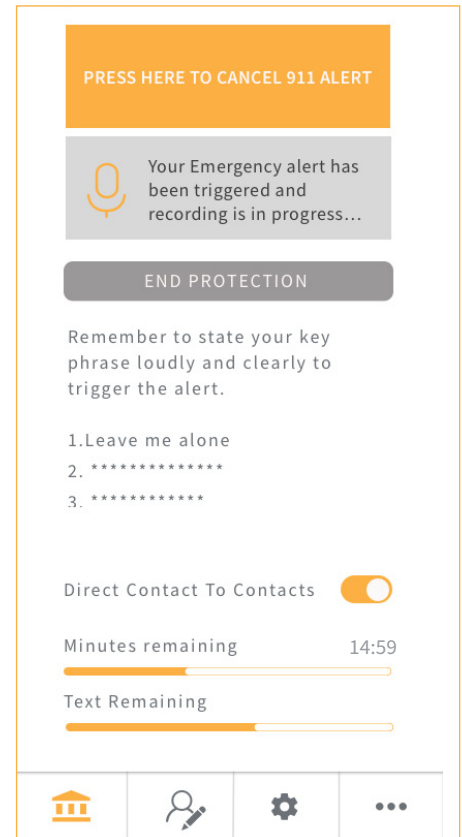 PRESS HERE TO CANCEL 911 ALERT
Your Emergency alert has
been triggered and
recording is in progress...
END PROTECTION
Remember to state your key
phrase loudly and clearly to
trigger the alert.
1.Leave me alone
2. **************
3. ************
Direct Contact To Contacts
Minutes remaining 14:59
Text Remaining